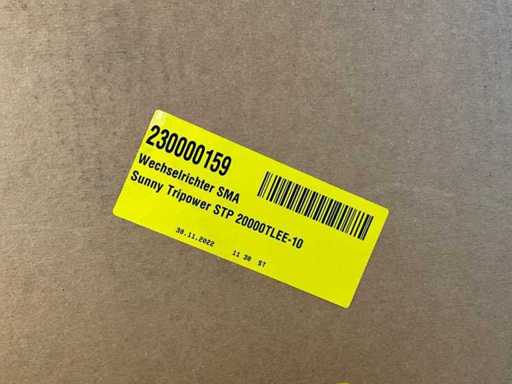 230000159
Wechselrichter SMA
Sunny Tripower STP 20000TLEE-10
30.11.2022 11 30 ST